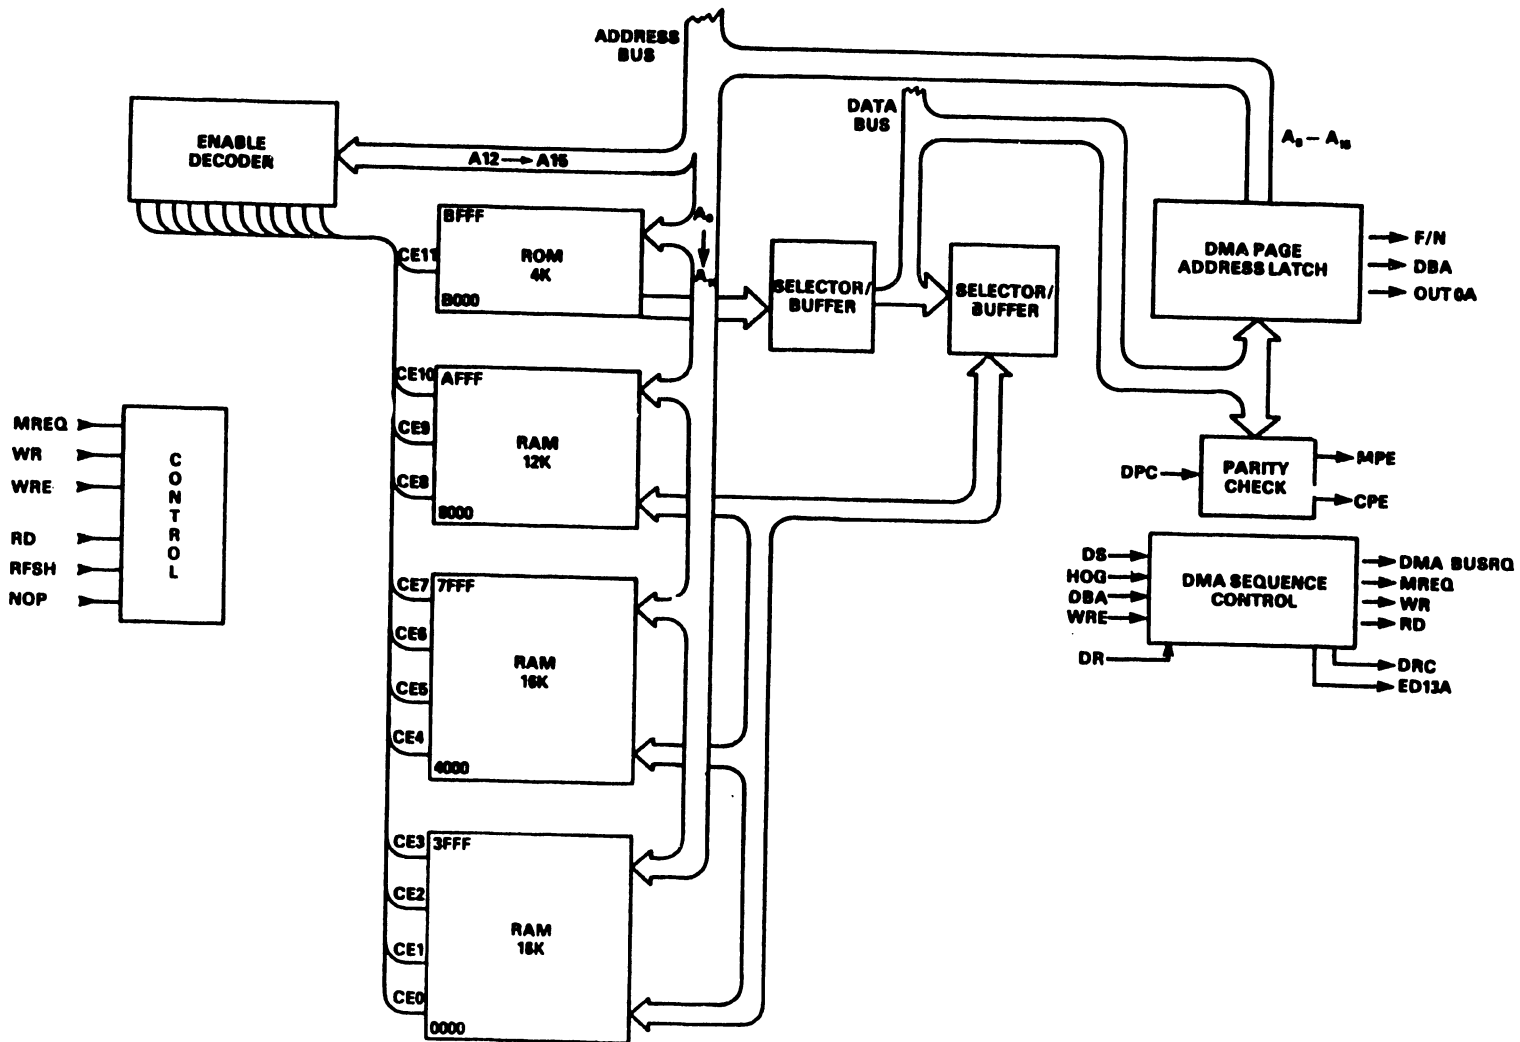 ADDRESS
BUS
DATA
BUS
ENABLE
DECODER
A12 → A15
BFFF
ROM
4K
B000
CE11
A₀
SELECTOR/
BUFFER
SELECTOR/
BUFFER
DMA PAGE
ADDRESS LATCH
F/N
DBA
OUT 0A
CE10
AFFF
CE9
RAM
12K
CE8
8000
MREQ
WR
WRE
RD
RFSH
NOP
CONTROL
DPC
PARITY
CHECK
MPE
CPE
DS
HOG
DBA
WRE
DR
DMA SEQUENCE
CONTROL
DMA BUSRQ
MREQ
WR
RD
DRC
ED13A
CE7
7FFF
CE6
RAM
16K
CE5
CE4
4000
CE3
3FFF
CE2
RAM
16K
CE1
CE0
0000